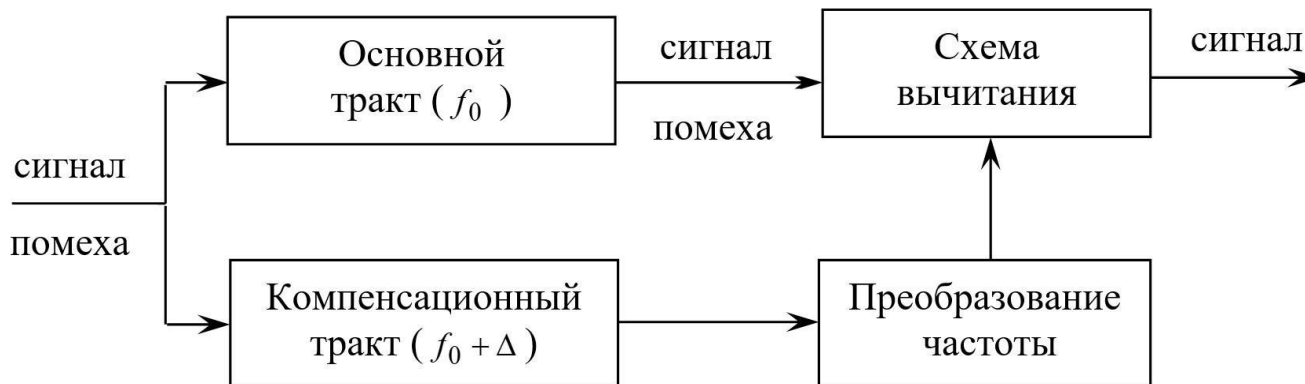 сигнал
помеха
Основной
тракт ( f₀ )
сигнал
помеха
Схема
вычитания
сигнал
Компенсационный
тракт ( f₀ + Δ )
Преобразование
частоты